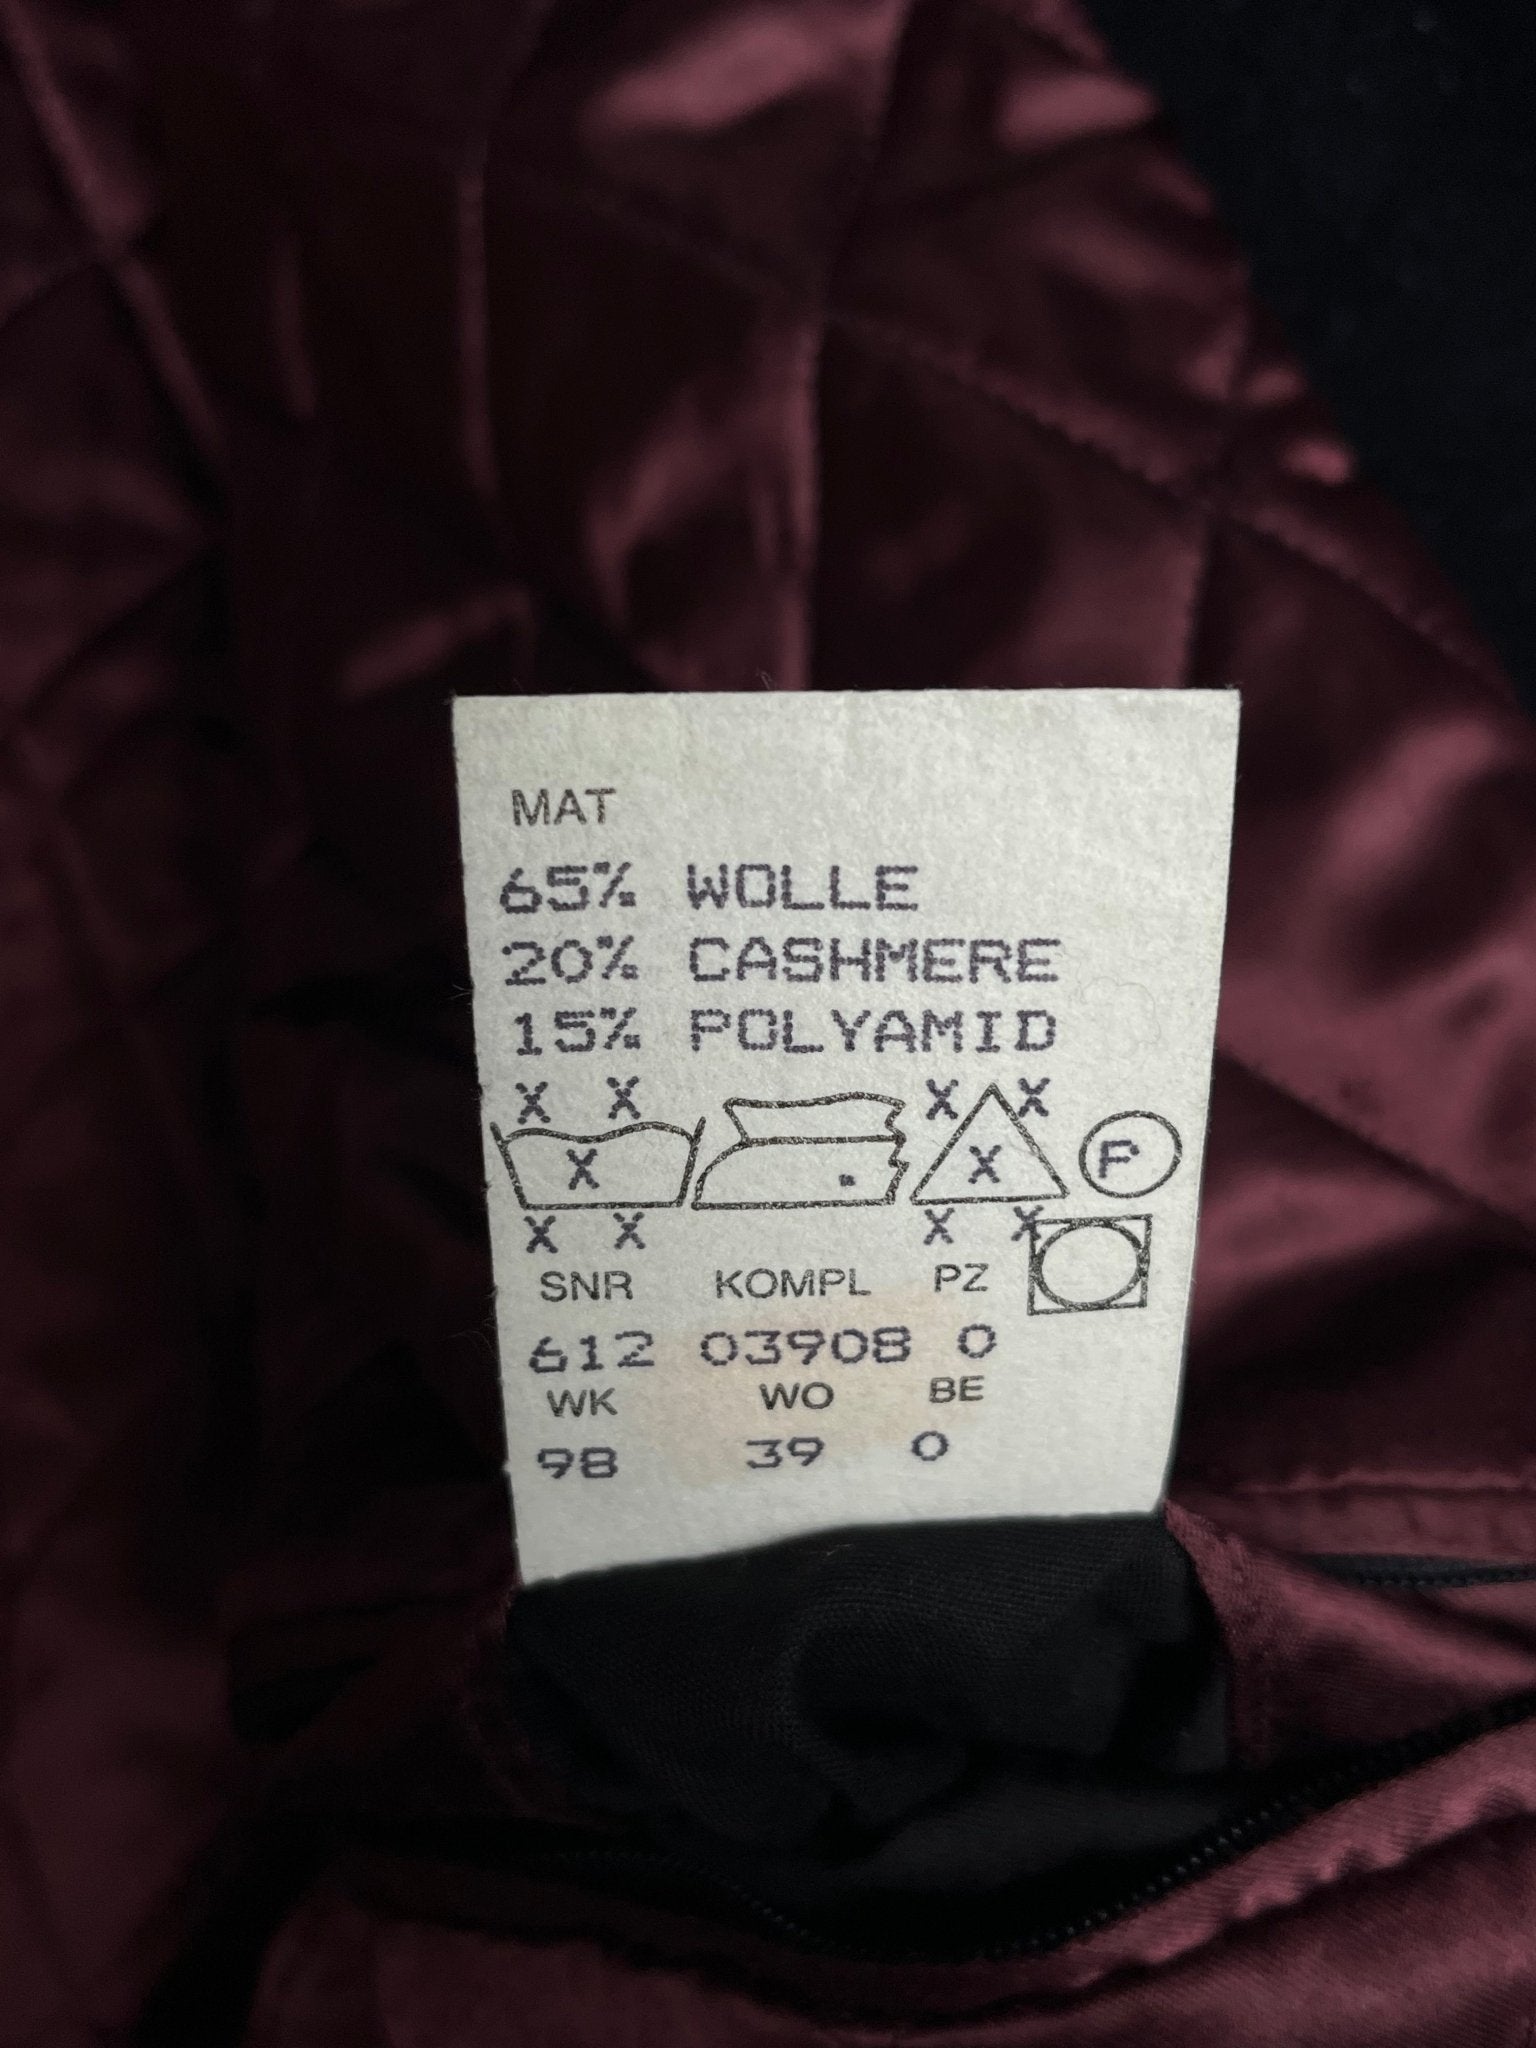 MAT
65% WOLLE
20% CASHMERE
15% POLYAMID
X X X X
X X P
X X X X
SNR KOMPL PZ
612 03908 0
WK WO BE
98 39 0